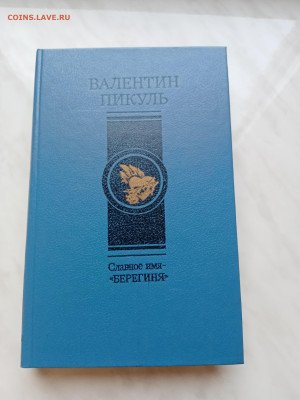 COINS.LAVE.RU
ВАЛЕНТИН
ПИКУЛЬ
Славное имя-
«БЕРЕГИНЯ»